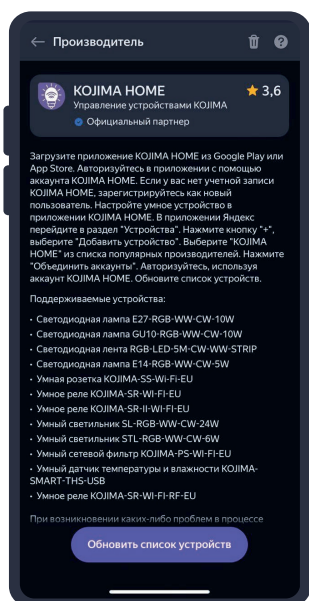 Производитель
KOJIMA HOME
3,6
Управление устройствами KOJIMA
Официальный партнер
Загрузите приложение KOJIMA HOME из Google Play или
App Store. Авторизуйтесь в приложении с помощью
аккаунта KOJIMA HOME. Если у вас нет учетной записи
KOJIMA HOME, зарегистрируйтесь как новый
пользователь. Настройте умное устройство в
приложении KOJIMA HOME. В приложении Яндекс
перейдите в раздел "Устройства". Нажмите кнопку "+",
выберите "Добавить устройство". Выберите "KOJIMA
HOME" из списка популярных производителей. Нажмите
"Объединить аккаунты". Авторизуйтесь, используя
аккаунт KOJIMA HOME. Обновите список устройств.
Поддерживаемые устройства:
• Светодиодная лампа E27-RGB-WW-CW-10W
• Светодиодная лампа GU10-RGB-WW-CW-10W
• Светодиодная лента RGB-LED-5M-CW-WW-STRIP
• Светодиодная лампа E14-RGB-WW-CW-5W
• Умная розетка KOJIMA-SS-Wi-Fi-EU
• Умное реле KOJIMA-SR-WI-FI-EU
• Умное реле KOJIMA-SR-II-WI-FI-EU
• Умный светильник SL-RGB-WW-CW-24W
• Умный светильник STL-RGB-WW-CW-6W
• Умный сетевой фильтр KOJIMA-PS-WI-FI-EU
• Умный датчик температуры и влажности KOJIMA-
SMART-THS-USB
• Умное реле KOJIMA-SR-WI-FI-RF-EU
При возникновении каких-либо проблем в процессе
Обновить список устройств